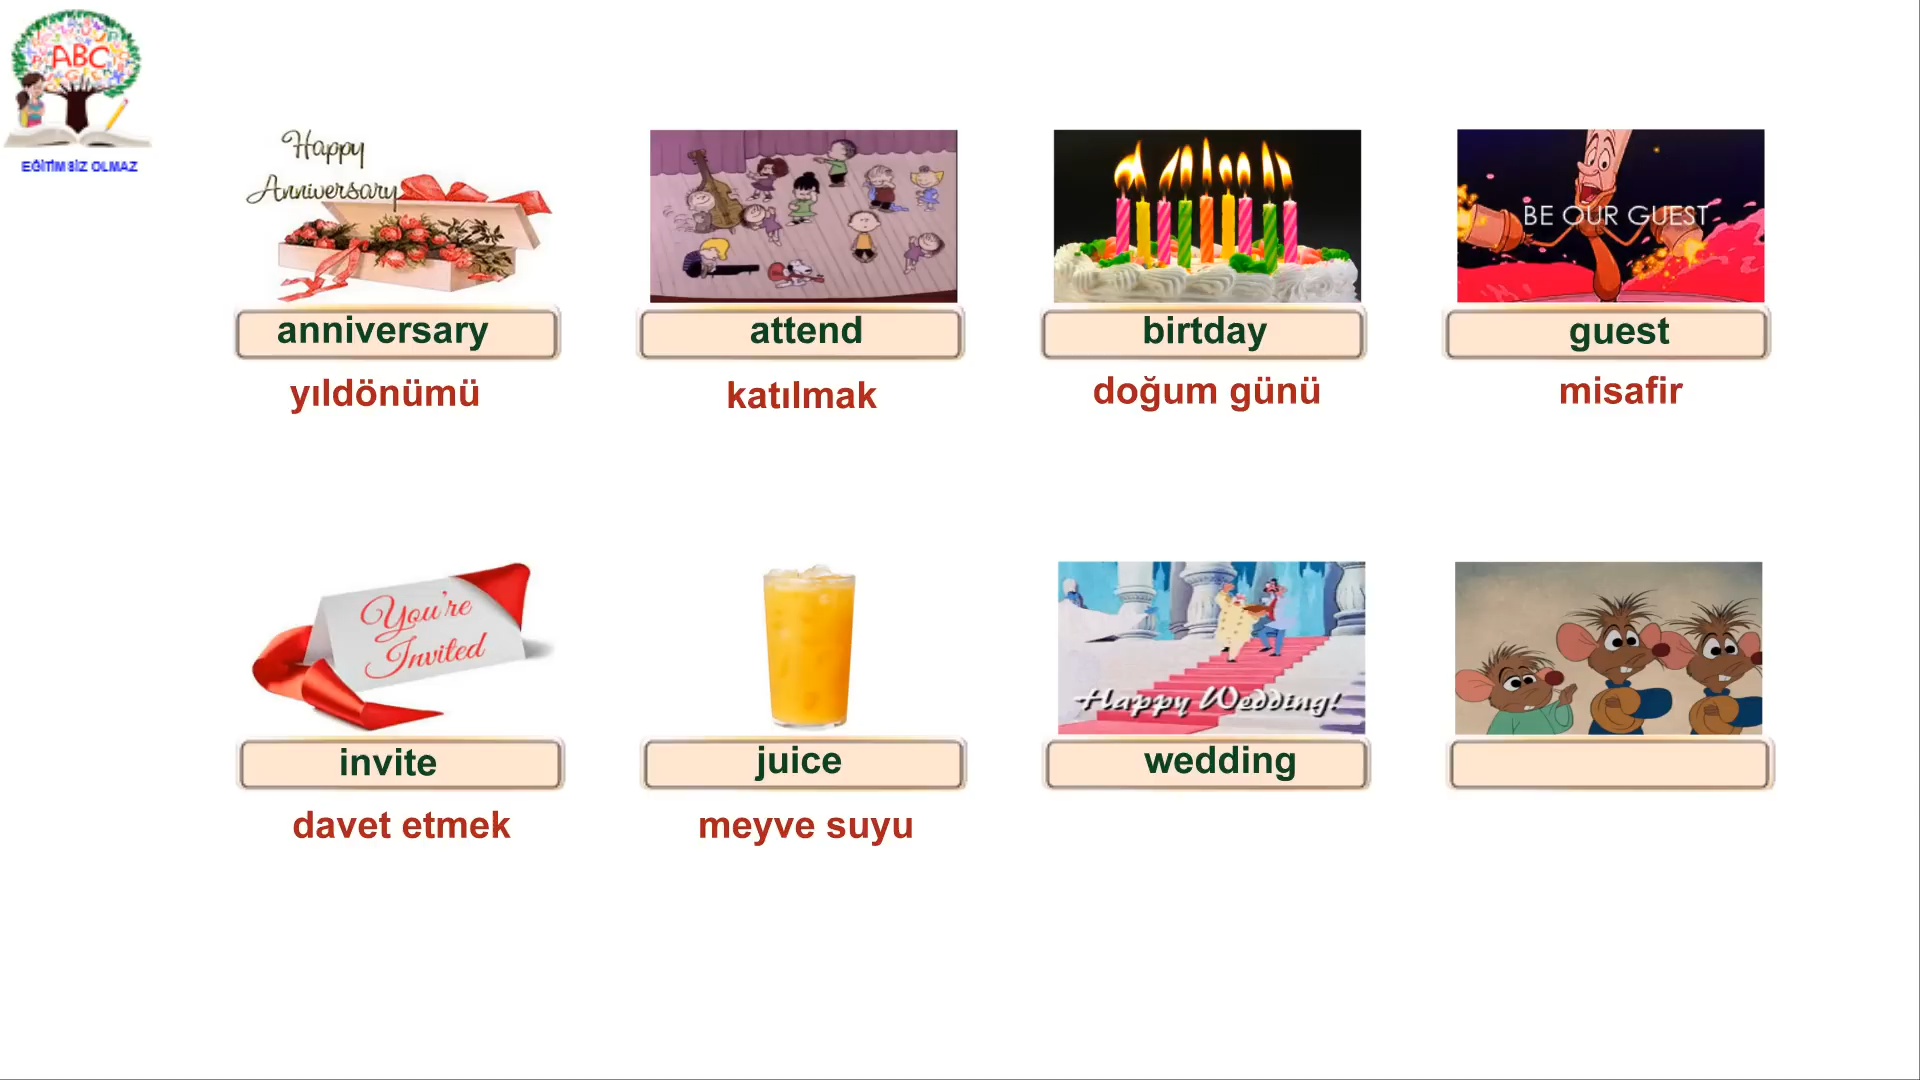 ABC
EĞİTİM BİZ OLMAZ
Happy
Anniversary
BE OUR GUEST
anniversary
attend
birtday
guest
yıldönümü
katılmak
doğum günü
misafir
You're
Invited
Happy Wedding!
invite
juice
wedding
davet etmek
meyve suyu